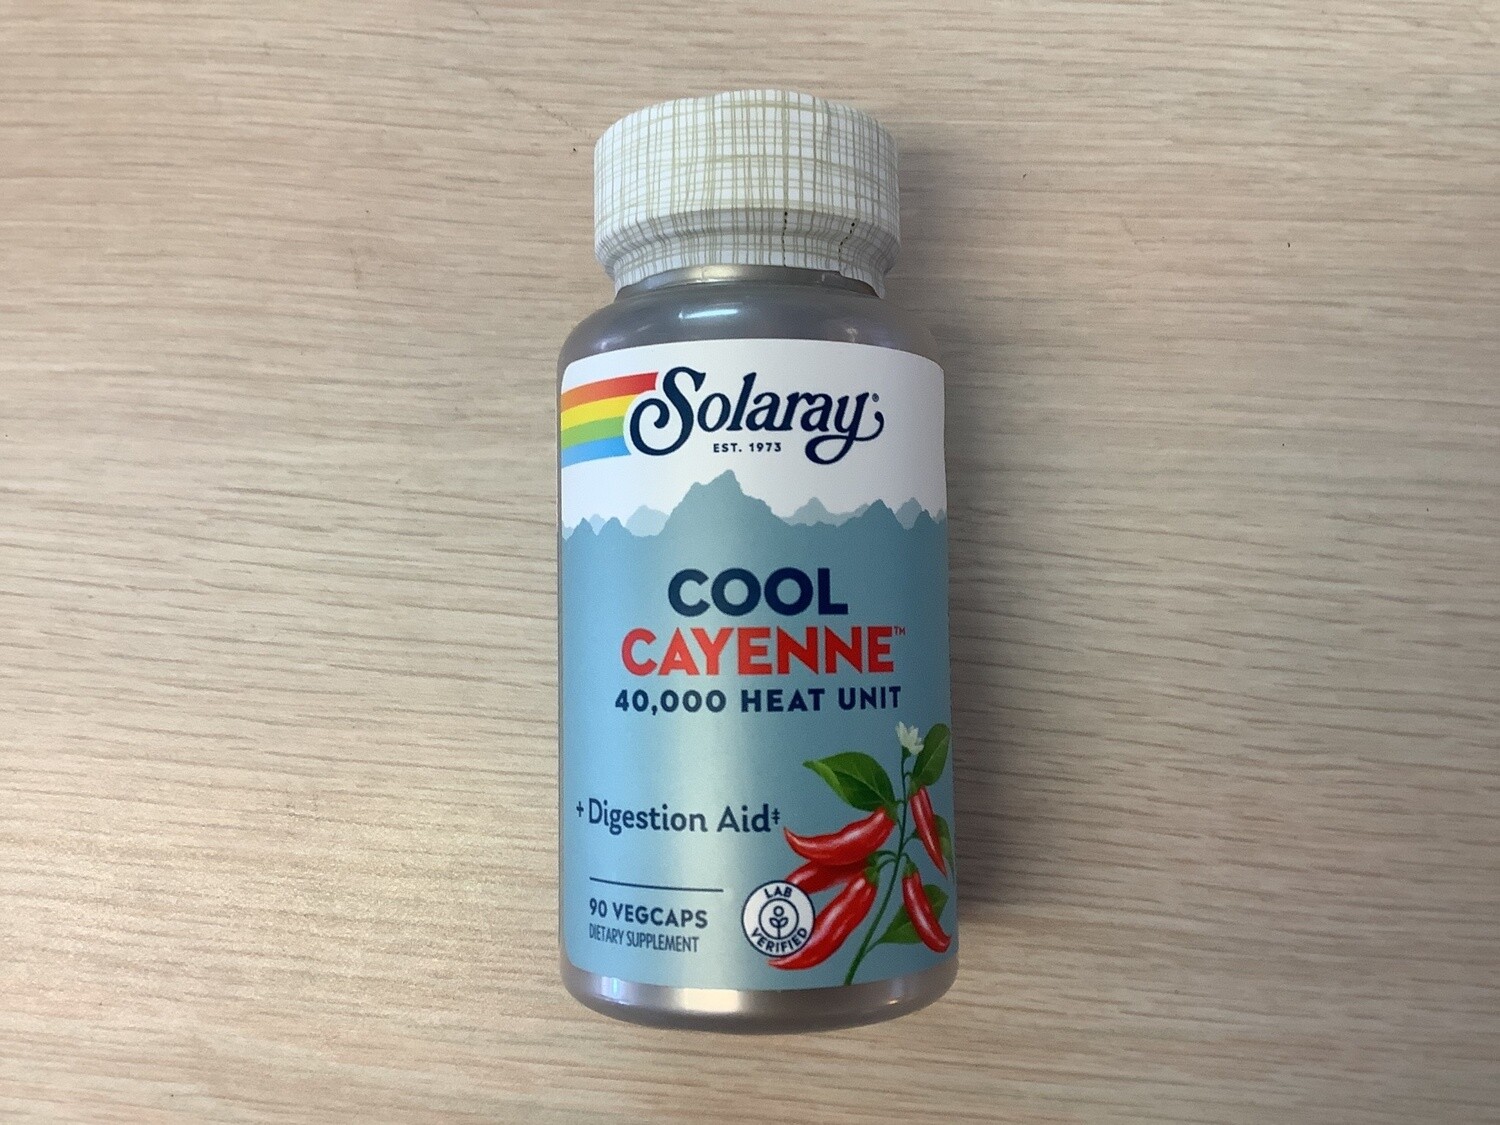 Solaray®
EST. 1973
COOL
CAYENNE™
40,000 HEAT UNIT
+ Digestion Aid‡
90 VEGCAPS
DIETARY SUPPLEMENT
LAB
VERIFIED